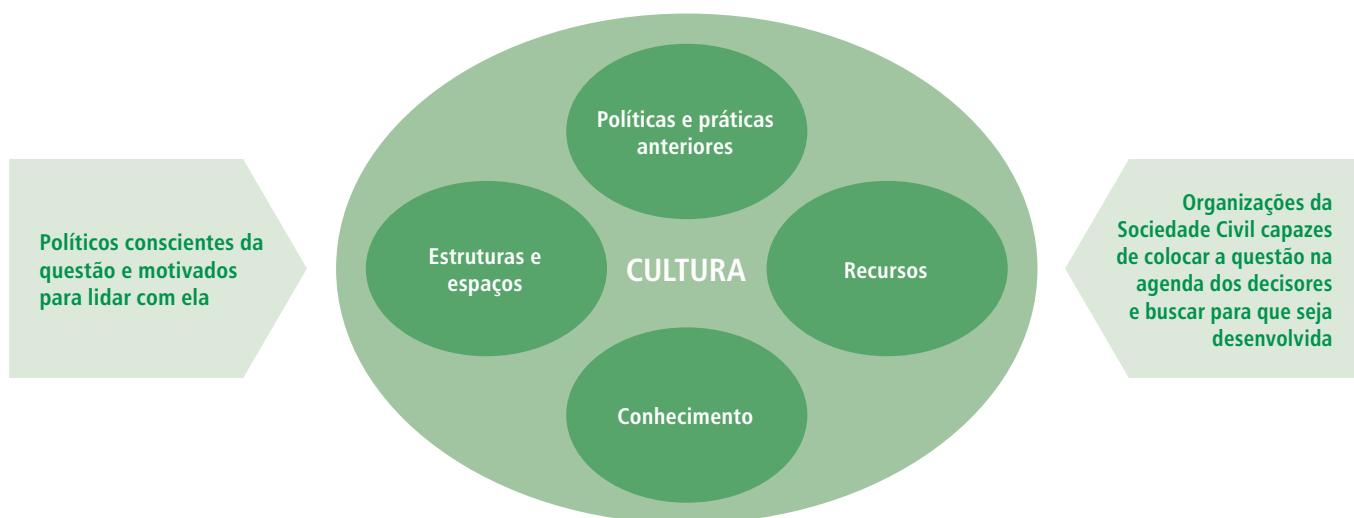 Políticas e práticas
anteriores
Políticos conscientes da
questão e motivados
para lidar com ela
Estruturas e
espaços
CULTURA
Recursos
Organizações da
Sociedade Civil capazes
de colocar a questão na
agenda dos decisores
e buscar para que seja
desenvolvida
Conhecimento